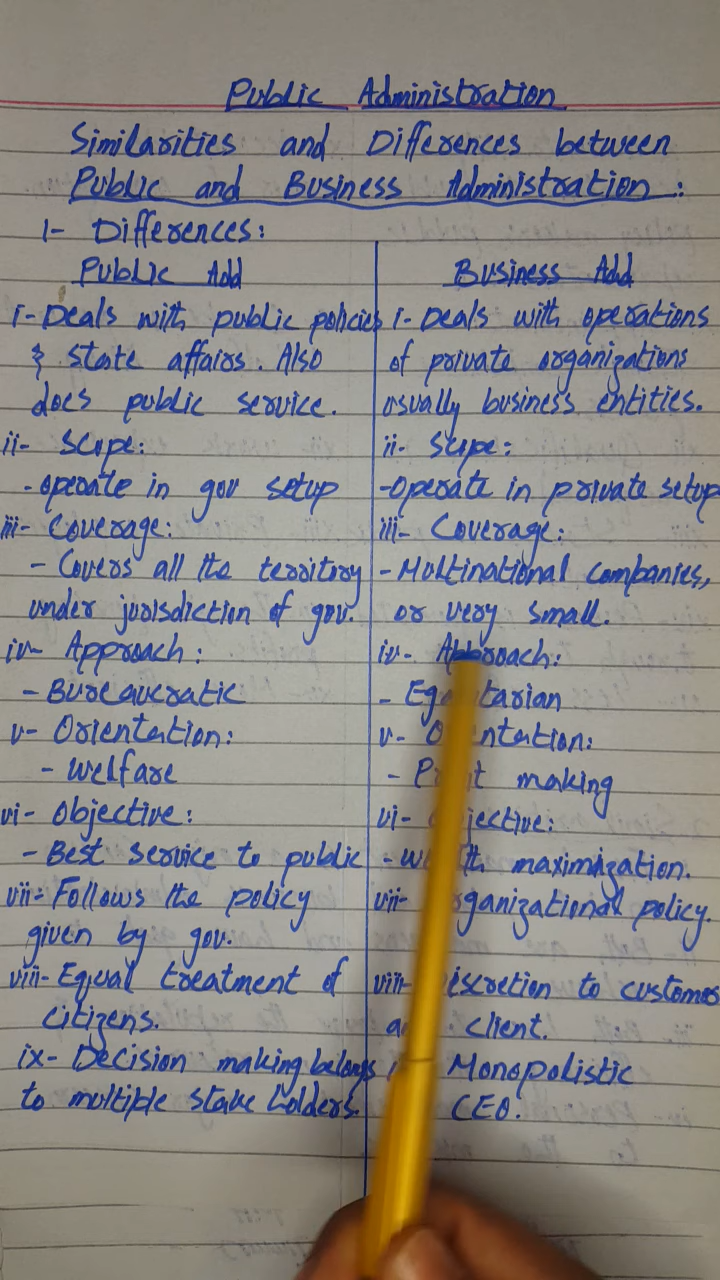 Public Administration
Similarities and Differences between
Public and Business Administration :
1- Differences:
Public Add
i- Deals with public policies
& state affairs. Also
does public service.
ii- Scope:
- operate in gov setup
iii- Coverage:
- Covers all the territory
under jurisdiction of gov.
iv- Approach:
- Bureaucratic
v- Orientation:
- Welfare
vi- Objective:
- Best service to public
vii- Follows the policy
given by gov.
viii- Equal treatment of
citizens.
ix- Decision making belongs
to multiple stake holders.
Business Add
i- Deals with operations
of private organizations
usually business entities.
ii- Scope:
- Operate in private setup
iii- Coverage:
- Multinational companies,
or very small.
iv- Approach:
-
v-
- making
vi-
- maximization.
vii- policy.
viii- to customers
client.
Monopolistic
CEO.